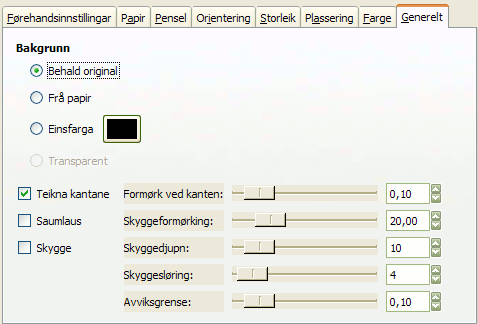 Førehandsinnstillingar Papir Pensel Orientering Storleik Plassering Farge Generelt
Bakgrunn
Behald original
Frå papir
Einsfarga
Transparent
Teikna kantane Formørk ved kanten: 0,10
Saumlaus Skyggeformørking: 20,00
Skygge Skyggedjupn: 10
Skyggesløring: 4
Avviksgrense: 0,10